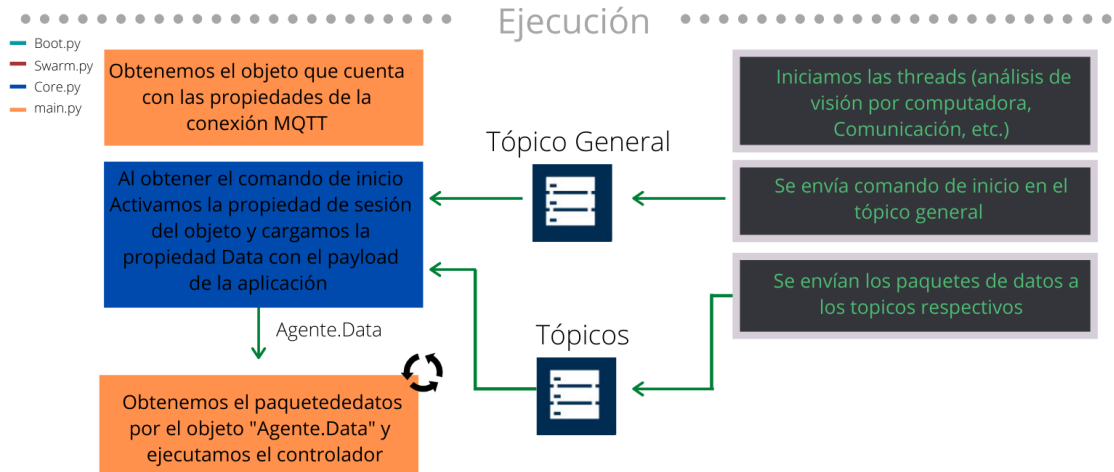 Ejecución
Boot.py
Swarm.py
Core.py
main.py
Obtenemos el objeto que cuenta
con las propiedades de la
conexión MQTT
Al obtener el comando de inicio
Activamos la propiedad de sesión
del objeto y cargamos la
propiedad Data con el payload
de la aplicación
Agente.Data
Obtenemos el paquetededatos
por el objeto "Agente.Data" y
ejecutamos el controlador
Tópico General
Tópicos
Iniciamos las threads (análisis de
visión por computadora,
Comunicación, etc.)
Se envía comando de inicio en el
tópico general
Se envían los paquetes de datos a
los topicos respectivos